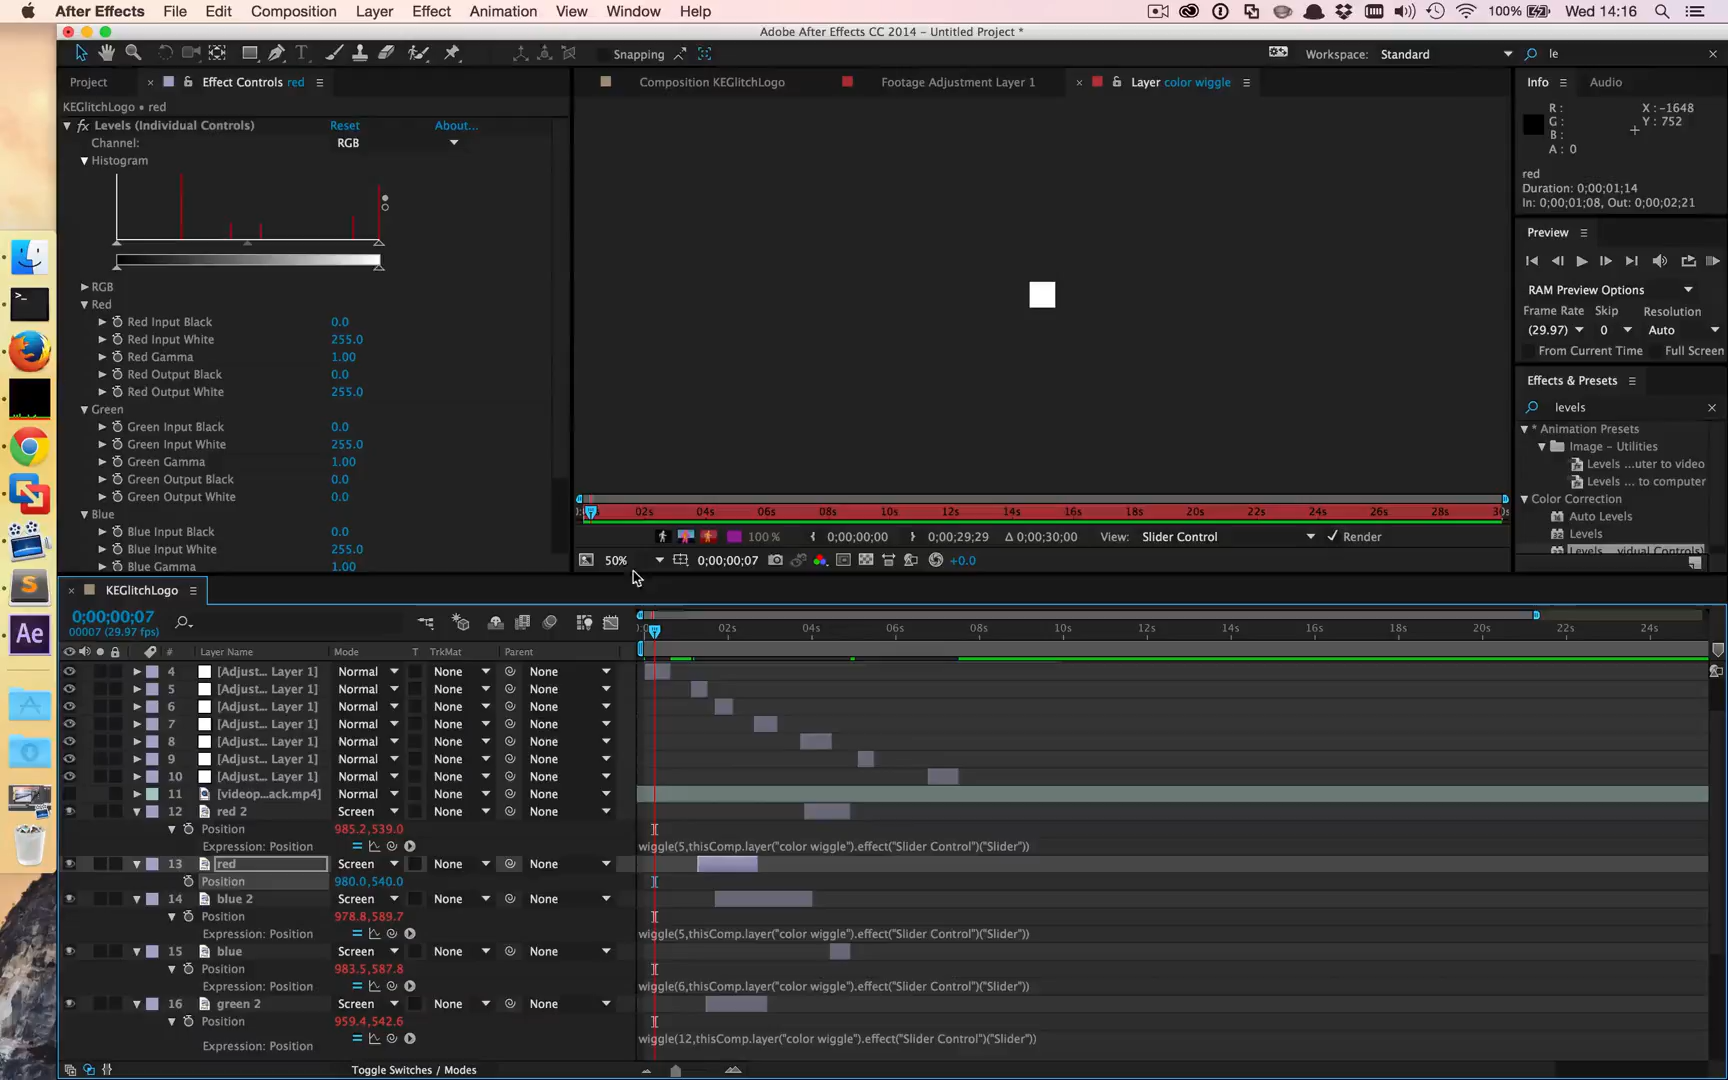 After Effects File Edit Composition Layer Effect Animation View Window Help 100% Wed 14:16
Adobe After Effects CC 2014 - Untitled Project *
Snapping Workspace: Standard le
Project Effect Controls red Composition KEGlitchLogo Footage Adjustment Layer 1 Layer color wiggle Info Audio
KEGlitchLogo • red
fx Levels (Individual Controls) Reset About...
Channel: RGB
Histogram
RGB
Red
Red Input Black 0.0
Red Input White 255.0
Red Gamma 1.00
Red Output Black 0.0
Red Output White 255.0
Green
Green Input Black 0.0
Green Input White 255.0
Green Gamma 1.00
Green Output Black 0.0
Green Output White 0.0
Blue
Blue Input Black 0.0
Blue Input White 255.0
Blue Gamma 1.00
02s 04s 06s 08s 10s 12s 14s 16s 18s 20s 22s 24s 26s 28s 30s
100 % 0;00;00;00 0;00;29;29 Δ 0;00;30;00 View: Slider Control Render
50% 0;00;00;07 +0.0
R: X: -1648
G: Y: 752
B:
A: 0
red
Duration: 0;00;01;14
In: 0;00;01;08, Out: 0;00;02;21
Preview
RAM Preview Options
Frame Rate Skip Resolution
(29.97) 0 Auto
From Current Time Full Screen
Effects & Presets
levels
* Animation Presets
Image - Utilities
Levels ...uter to video
Levels ... to computer
Color Correction
Auto Levels
Levels
Levels ...vidual Controls)
KEGlitchLogo
0;00;00;07
00007 (29.97 fps)
02s 04s 06s 08s 10s 12s 14s 16s 18s 20s 22s 24s
# Layer Name Mode T TrkMat Parent
4 [Adjust... Layer 1] Normal None None
5 [Adjust... Layer 1] Normal None None
6 [Adjust... Layer 1] Normal None None
7 [Adjust... Layer 1] Normal None None
8 [Adjust... Layer 1] Normal None None
9 [Adjust... Layer 1] Normal None None
10 [Adjust... Layer 1] Normal None None
11 [videop...ack.mp4] Normal None None
12 red 2 Screen None None
Position 985.2,539.0
Expression: Position wiggle(5,thisComp.layer("color wiggle").effect("Slider Control")("Slider"))
13 red Screen None None
Position 980.0,540.0
14 blue 2 Screen None None
Position 978.8,589.7
Expression: Position wiggle(5,thisComp.layer("color wiggle").effect("Slider Control")("Slider"))
15 blue Screen None None
Position 983.5,587.8
Expression: Position wiggle(6,thisComp.layer("color wiggle").effect("Slider Control")("Slider"))
16 green 2 Screen None None
Position 959.4,542.6
Expression: Position wiggle(12,thisComp.layer("color wiggle").effect("Slider Control")("Slider"))
Toggle Switches / Modes
Ae